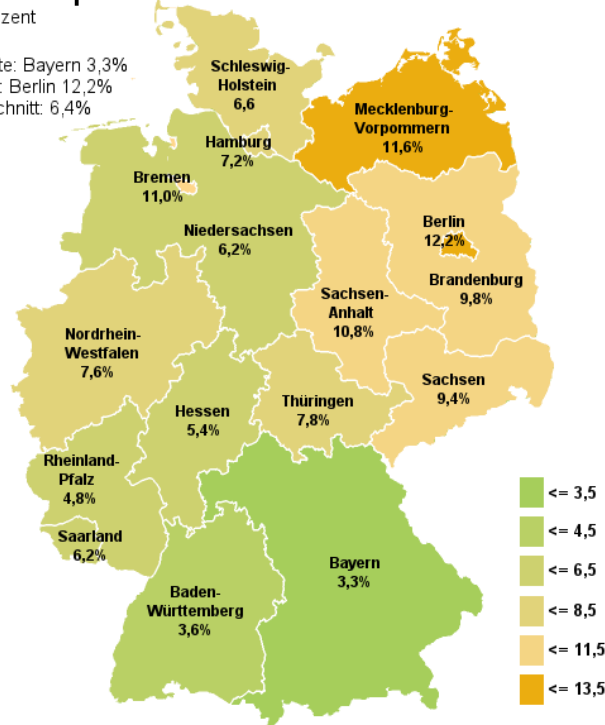 zent
te: Bayern 3,3%
: Berlin 12,2%
chnitt: 6,4%
Schleswig-
Holstein
6,6
Mecklenburg-
Vorpommern
11,6%
Hamburg
7,2%
Bremen
11,0%
Niedersachsen
6,2%
Berlin
12,2%
Brandenburg
9,8%
Sachsen-
Anhalt
10,8%
Nordrhein-
Westfalen
7,6%
Sachsen
9,4%
Thüringen
7,8%
Hessen
5,4%
Rheinland-
Pfalz
4,8%
Saarland
6,2%
Bayern
3,3%
Baden-
Württemberg
3,6%
<= 3,5
<= 4,5
<= 6,5
<= 8,5
<= 11,5
<= 13,5